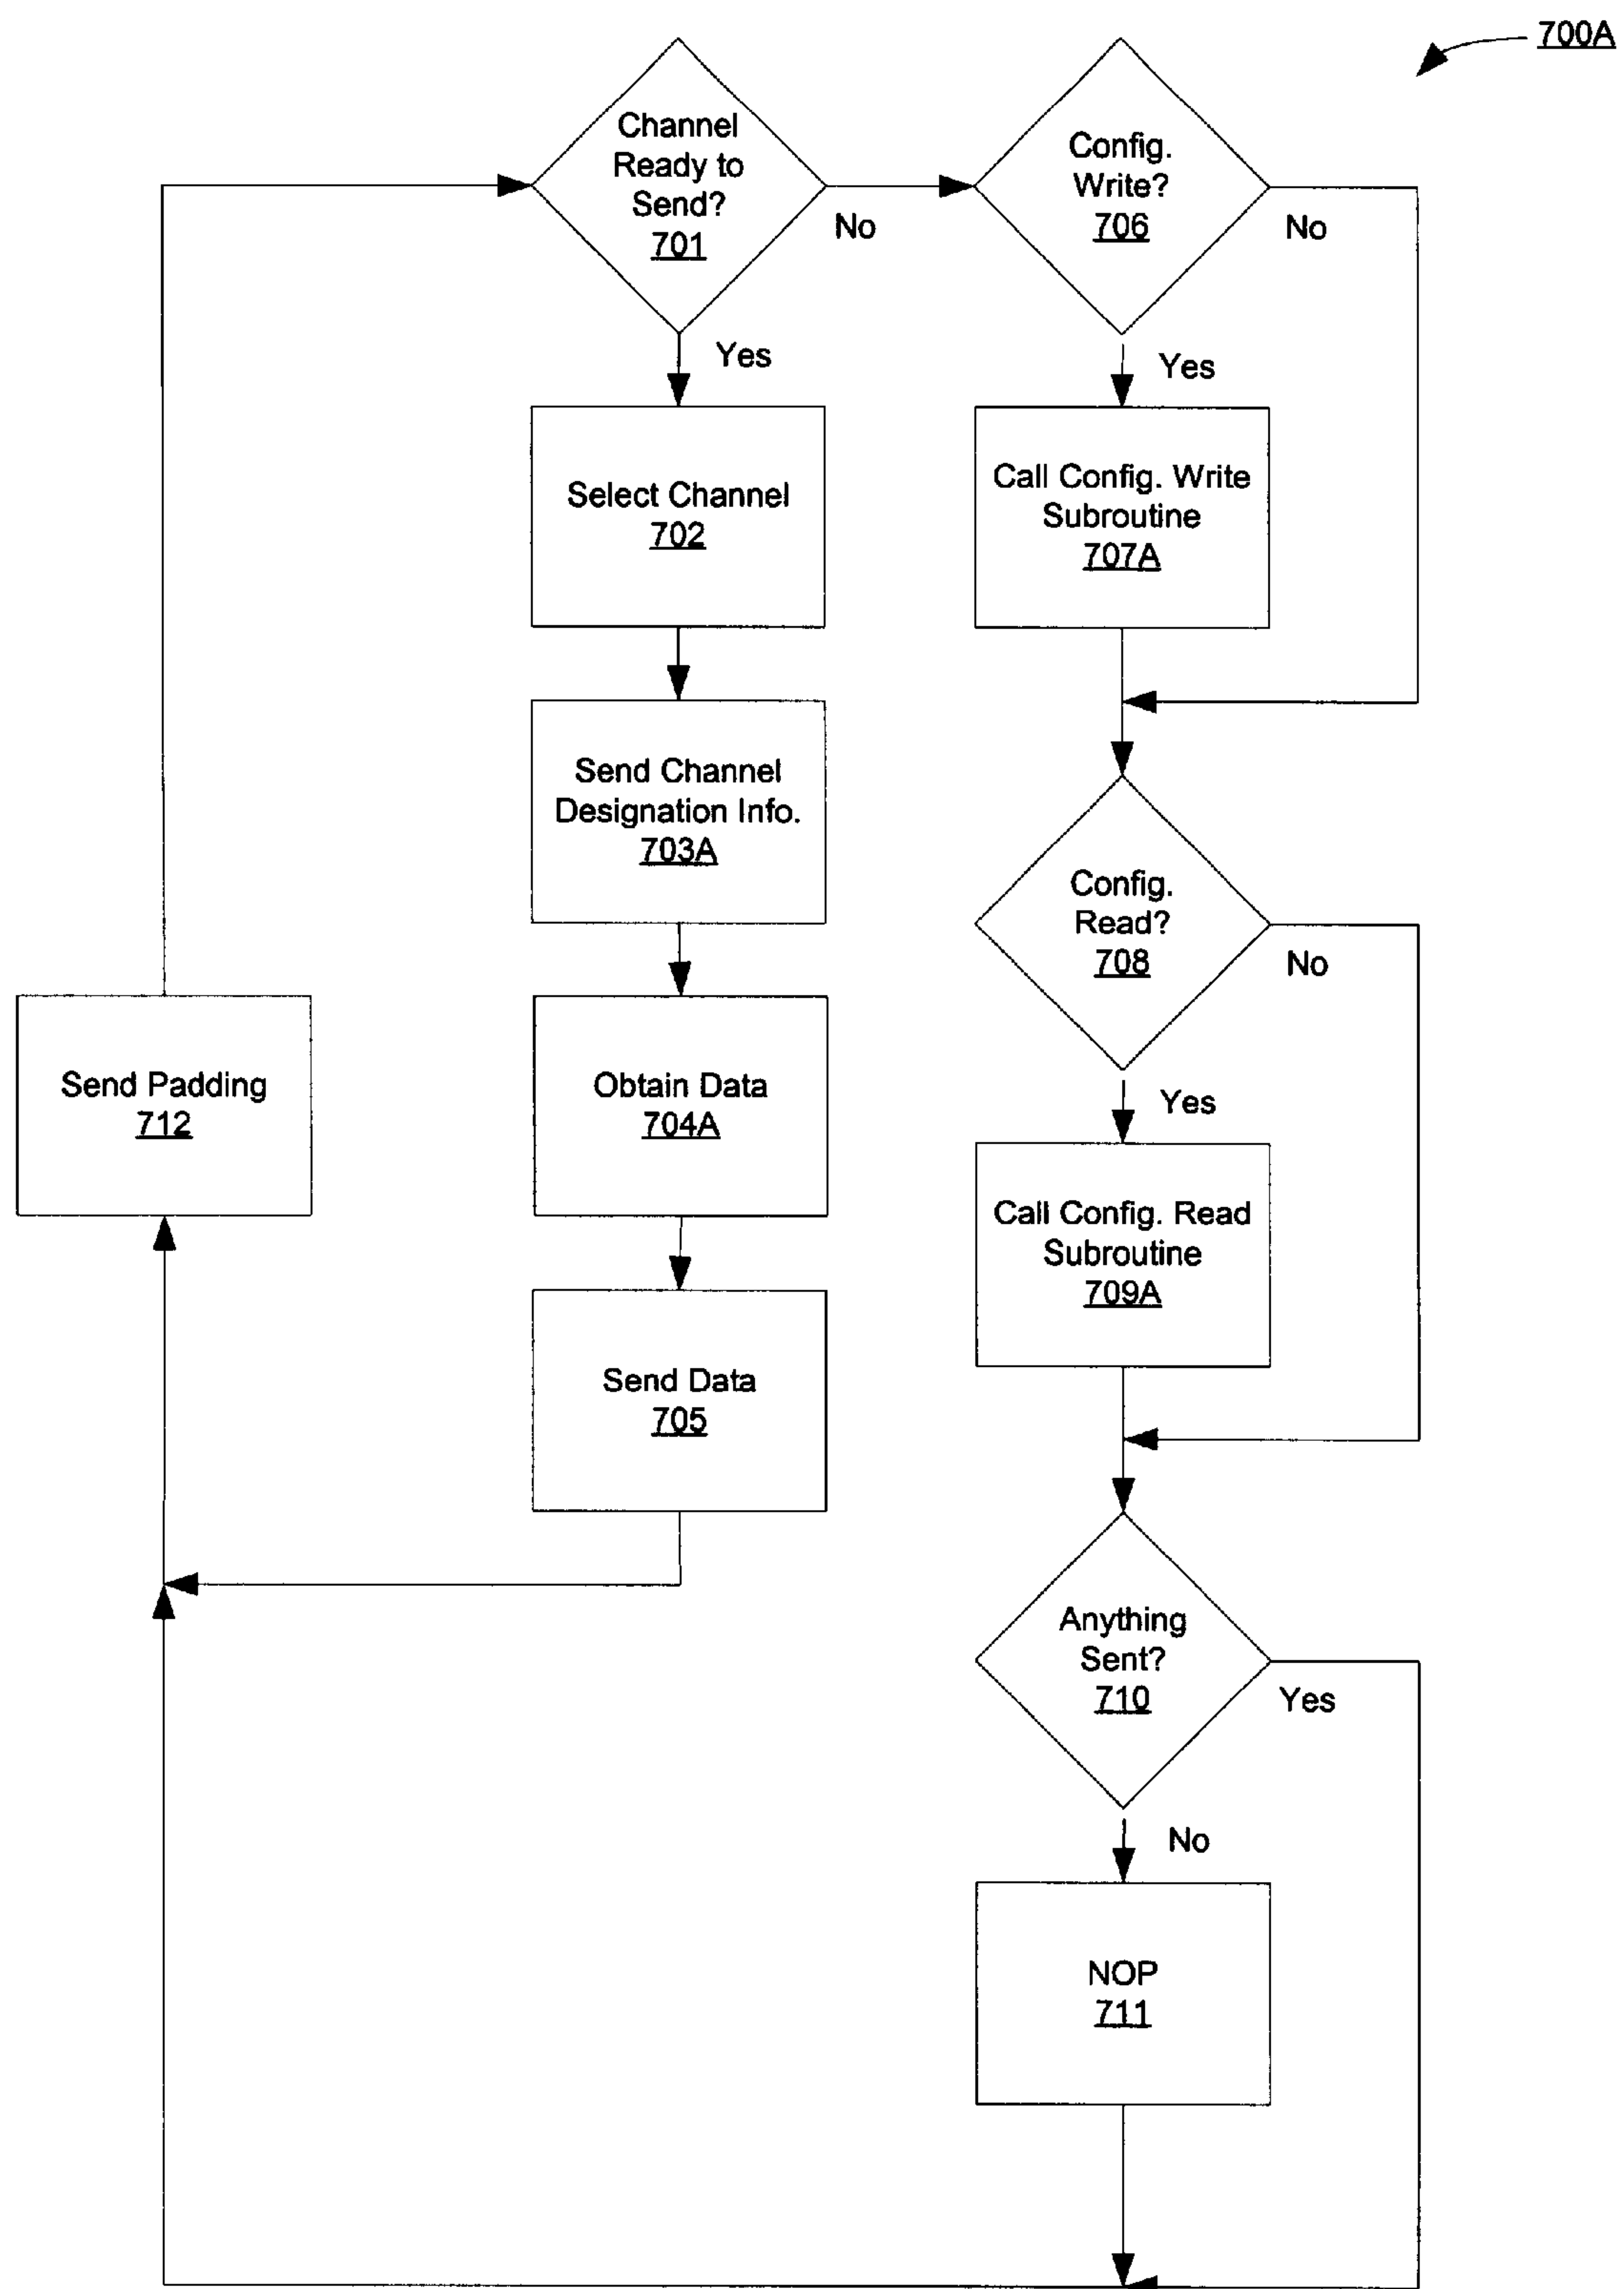 700A
Channel
Ready to
Send?
701
No
Yes
Config.
Write?
706
No
Yes
Select Channel
702
Call Config. Write
Subroutine
707A
Send Channel
Designation Info.
703A
Config.
Read?
708
No
Yes
Send Padding
712
Obtain Data
704A
Call Config. Read
Subroutine
709A
Send Data
705
Anything
Sent?
710
Yes
No
NOP
711